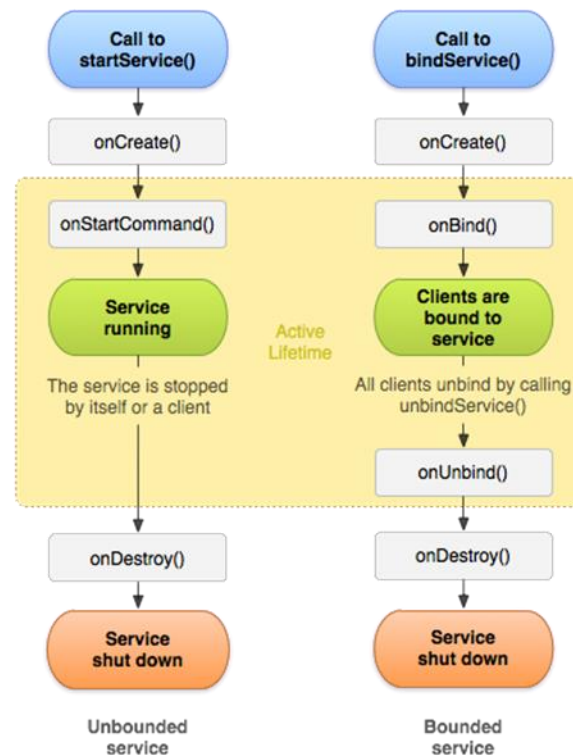 Call to
startService()
onCreate()
onStartCommand()
Service
running
The service is stopped
by itself or a client
onDestroy()
Service
shut down
Unbounded
service
Active
Lifetime
Call to
bindService()
onCreate()
onBind()
Clients are
bound to
service
All clients unbind by calling
unbindService()
onUnbind()
onDestroy()
Service
shut down
Bounded
service